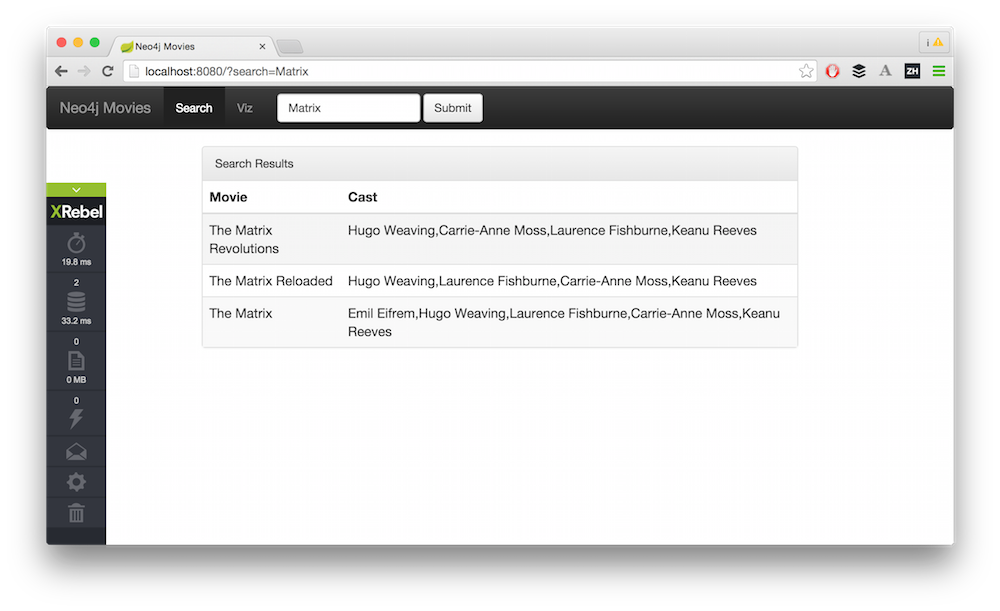 Neo4j Movies
localhost:8080/?search=Matrix
A
ZH
Neo4j Movies Search Viz Matrix Submit
Search Results
Movie Cast
The Matrix Revolutions
Hugo Weaving,Carrie-Anne Moss,Laurence Fishburne,Keanu Reeves
The Matrix Reloaded
Hugo Weaving,Laurence Fishburne,Carrie-Anne Moss,Keanu Reeves
The Matrix
Emil Eifrem,Hugo Weaving,Laurence Fishburne,Carrie-Anne Moss,Keanu
Reeves
XRebel
19.8 ms
2
33.2 ms
0
0 MB
0